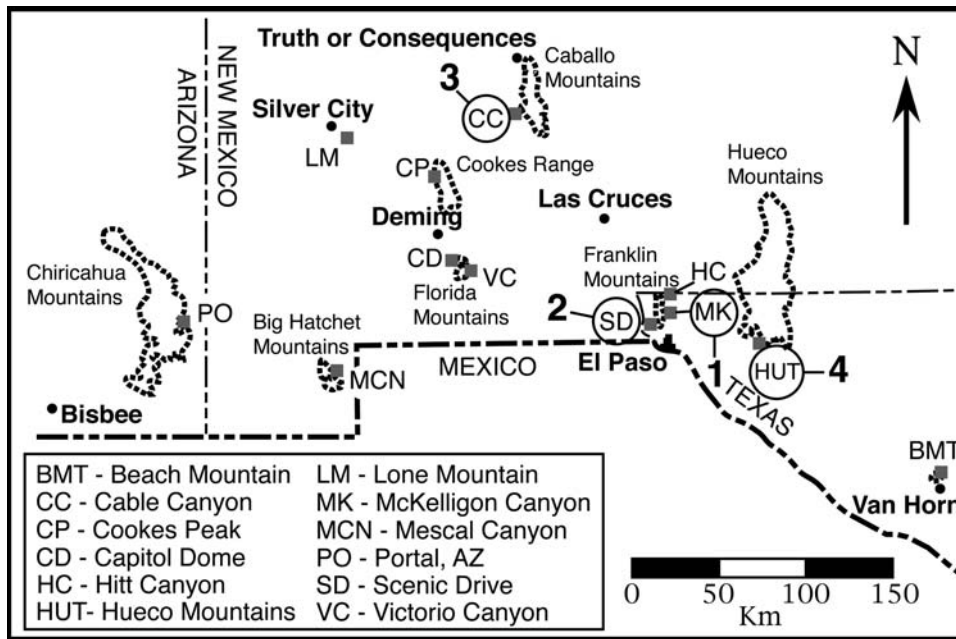 Truth or Consequences
Caballo
Mountains
N
ARIZONA
NEW MEXICO
3
CC
Silver City
LM
CP
Cookes Range
Hueco
Mountains
Las Cruces
Deming
CD
VC
Florida
Mountains
Franklin
Mountains
HC
Chiricahua
Mountains
PO
2
SD
MK
Big Hatchet
Mountains
MCN
MEXICO
El Paso
1
HUT
4
TEXAS
Bisbee
BMT
Van Horn
BMT - Beach Mountain
CC - Cable Canyon
CP - Cookes Peak
CD - Capitol Dome
HC - Hitt Canyon
HUT- Hueco Mountains
LM - Lone Mountain
MK - McKelligon Canyon
MCN - Mescal Canyon
PO - Portal, AZ
SD - Scenic Drive
VC - Victorio Canyon
0 50 100 150
Km